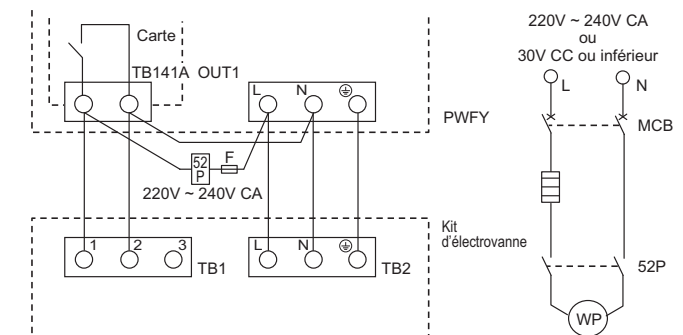 220V ~ 240V CA
ou
30V CC ou inférieur
Carte
TB141A OUT1
L
N
L
N
PWFY
MCB
52
P
F
220V ~ 240V CA
Kit
d'électrovanne
1
2
3
TB1
L
N
TB2
52P
WP